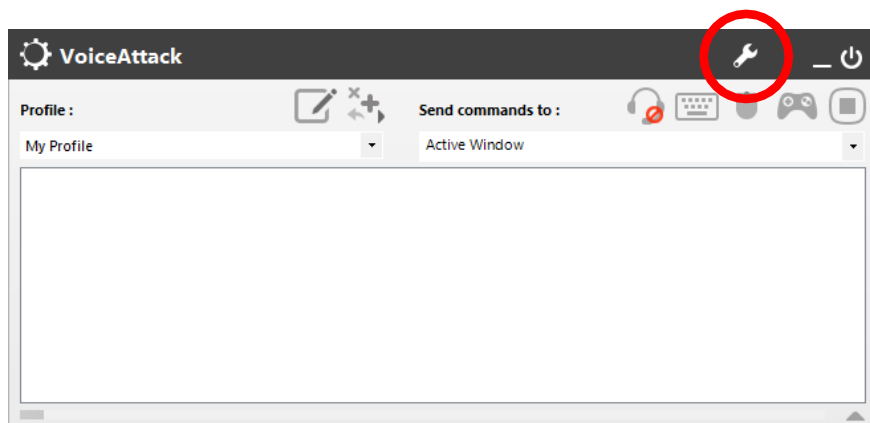 VoiceAttack
Profile :
Send commands to :
My Profile
Active Window